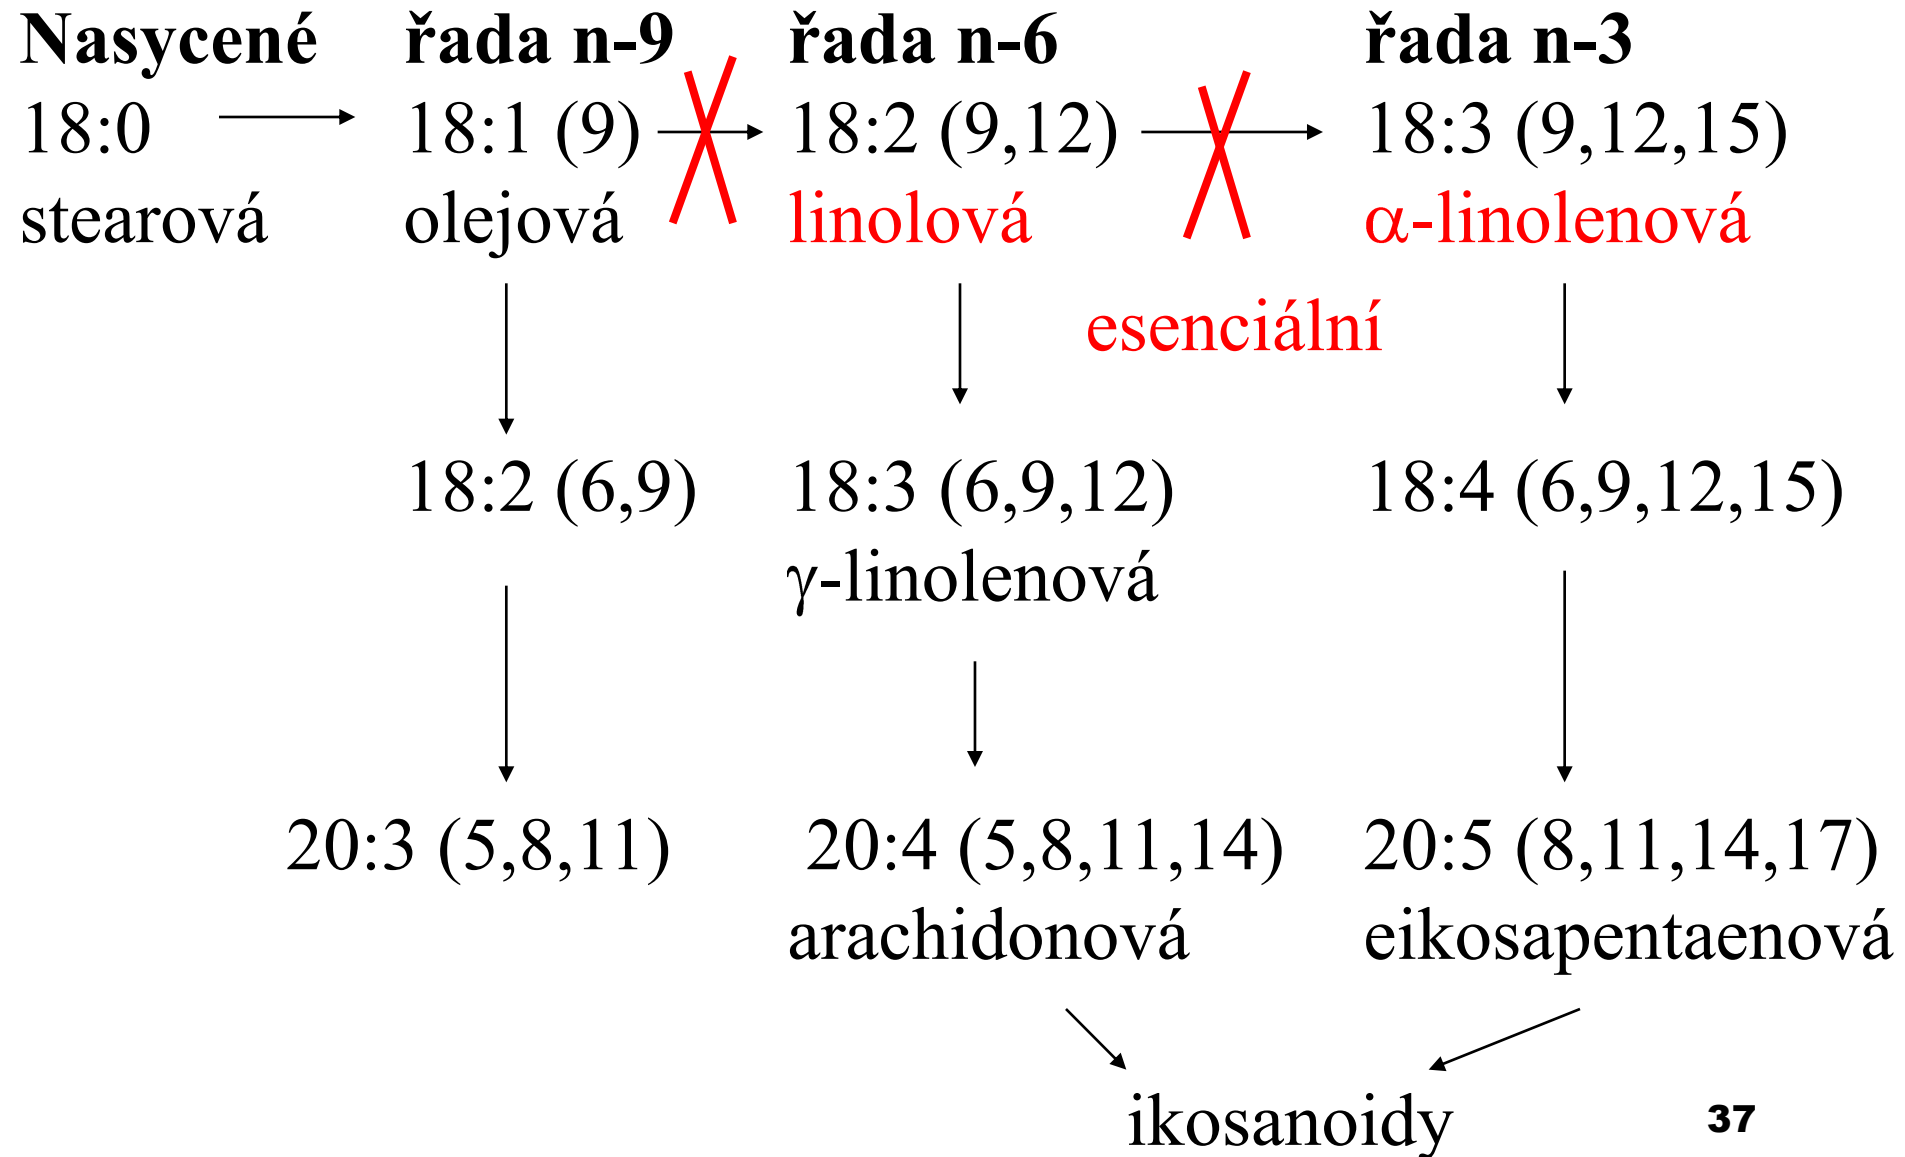 Nasycené řada n-9 řada n-6 řada n-3
18:0 18:1 (9) 18:2 (9,12) 18:3 (9,12,15)
stearová olejová linolová α-linolenová
esenciální
18:2 (6,9) 18:3 (6,9,12) 18:4 (6,9,12,15)
γ-linolenová
20:3 (5,8,11) 20:4 (5,8,11,14) 20:5 (8,11,14,17)
arachidonová eikosapentaenová
ikosanoidy 37